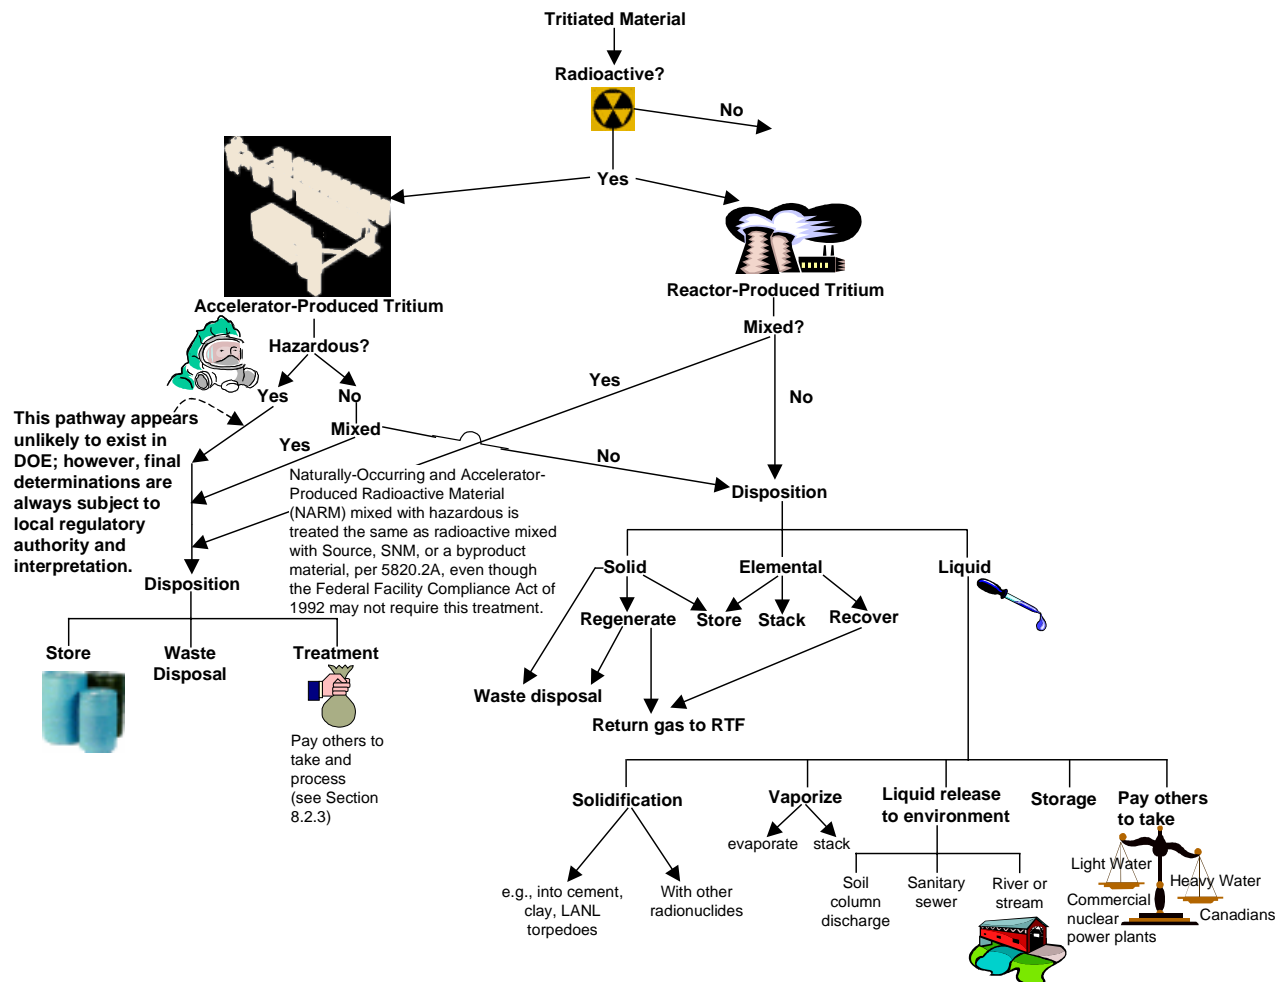 Tritiated Material
Radioactive?
No
Yes
Accelerator-Produced Tritium
Reactor-Produced Tritium
Mixed?
Hazardous?
Yes
No
Yes
No
This pathway appears
unlikely to exist in
DOE; however, final
determinations are
always subject to
local regulatory
authority and
interpretation.
Mixed
Yes
No
Naturally-Occurring and Accelerator-
Produced Radioactive Material
(NARM) mixed with hazardous is
treated the same as radioactive mixed
with Source, SNM, or a byproduct
material, per 5820.2A, even though
the Federal Facility Compliance Act of
1992 may not require this treatment.
Disposition
Disposition
Solid
Elemental
Liquid
Regenerate
Store
Stack
Recover
Store
Waste
Disposal
Treatment
Waste disposal
Return gas to RTF
Pay others to
take and
process
(see Section
8.2.3)
Solidification
Vaporize
Liquid release
to environment
Storage
Pay others
to take
evaporate
stack
e.g., into cement,
clay, LANL
torpedoes
With other
radionuclides
Soil
column
discharge
Sanitary
sewer
River or
stream
Light Water
Heavy Water
Commercial
nuclear
power plants
Canadians